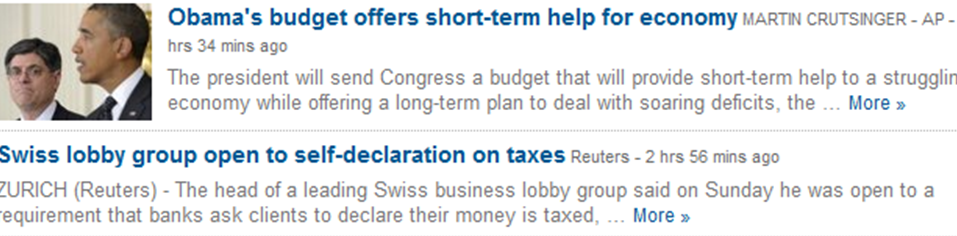 Obama's budget offers short-term help for economy MARTIN CRUTSINGER - AP -
hrs 34 mins ago
The president will send Congress a budget that will provide short-term help to a strugglin
economy while offering a long-term plan to deal with soaring deficits, the ... More »
Swiss lobby group open to self-declaration on taxes Reuters - 2 hrs 56 mins ago
ZURICH (Reuters) - The head of a leading Swiss business lobby group said on Sunday he was open to a
requirement that banks ask clients to declare their money is taxed, ... More »